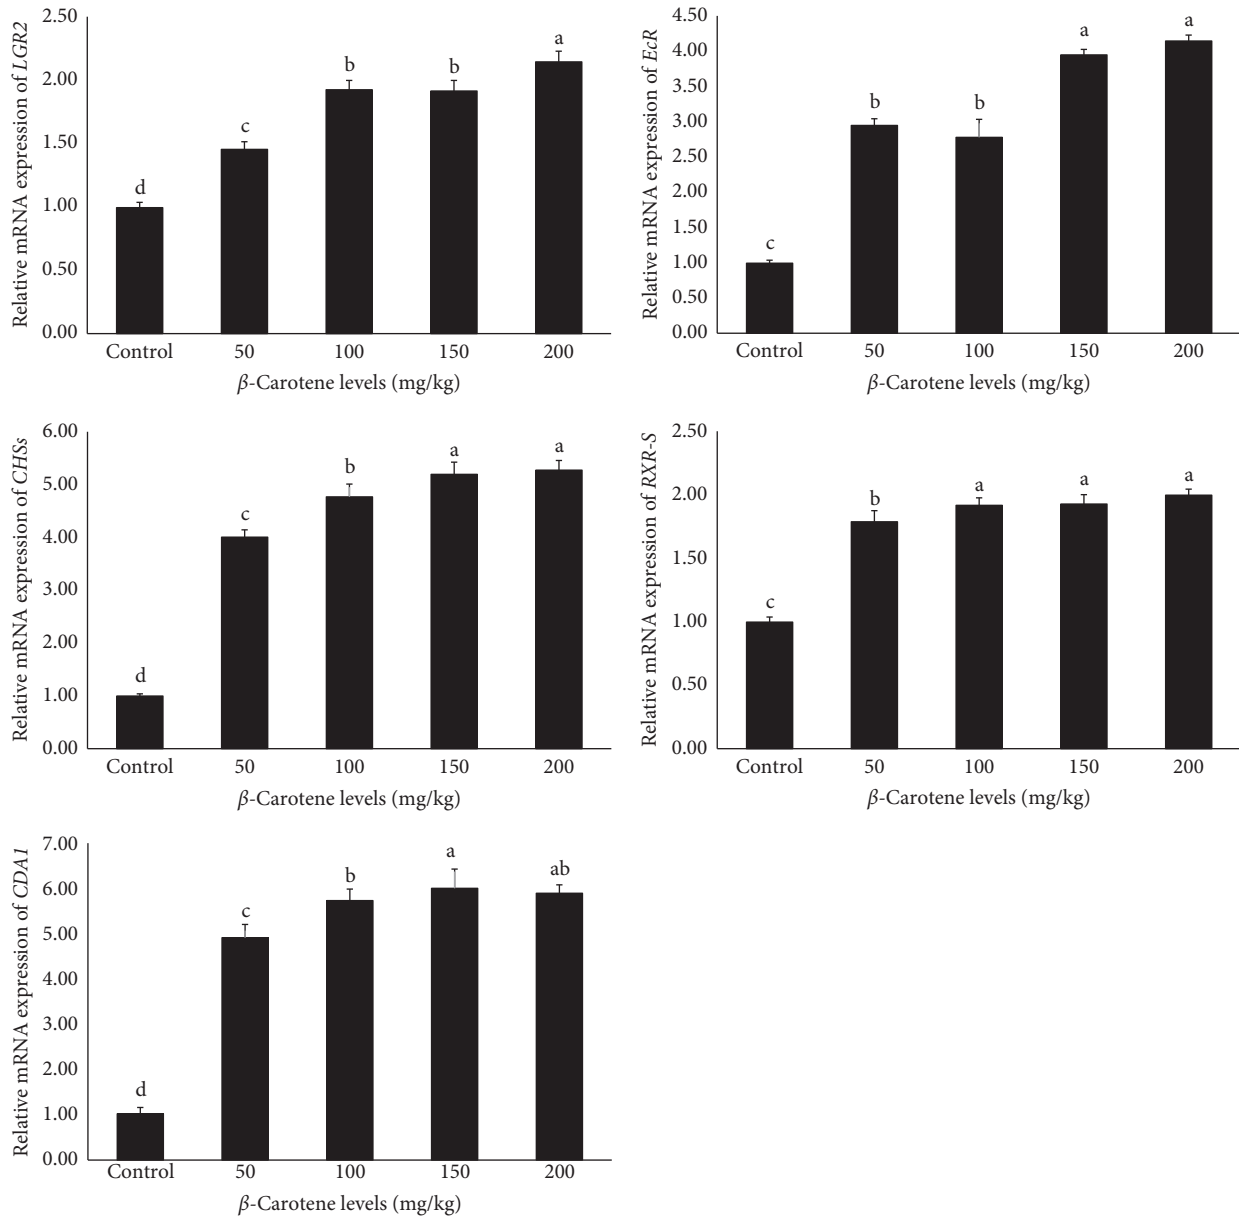 Relative mRNA expression of LGR2
2.50
2.00
1.50
1.00
0.50
0.00
d
c
b
b
a
Control 50 100 150 200
β-Carotene levels (mg/kg)
Relative mRNA expression of EcR
4.50
4.00
3.50
3.00
2.50
2.00
1.50
1.00
0.50
0.00
c
b
b
a
a
Control 50 100 150 200
β-Carotene levels (mg/kg)
Relative mRNA expression of CHSs
6.00
5.00
4.00
3.00
2.00
1.00
0.00
d
c
b
a
a
Control 50 100 150 200
β-Carotene levels (mg/kg)
Relative mRNA expression of RXR-S
2.50
2.00
1.50
1.00
0.50
0.00
c
b
a
a
a
Control 50 100 150 200
β-Carotene levels (mg/kg)
Relative mRNA expression of CDA1
7.00
6.00
5.00
4.00
3.00
2.00
1.00
0.00
d
c
b
a
ab
Control 50 100 150 200
β-Carotene levels (mg/kg)